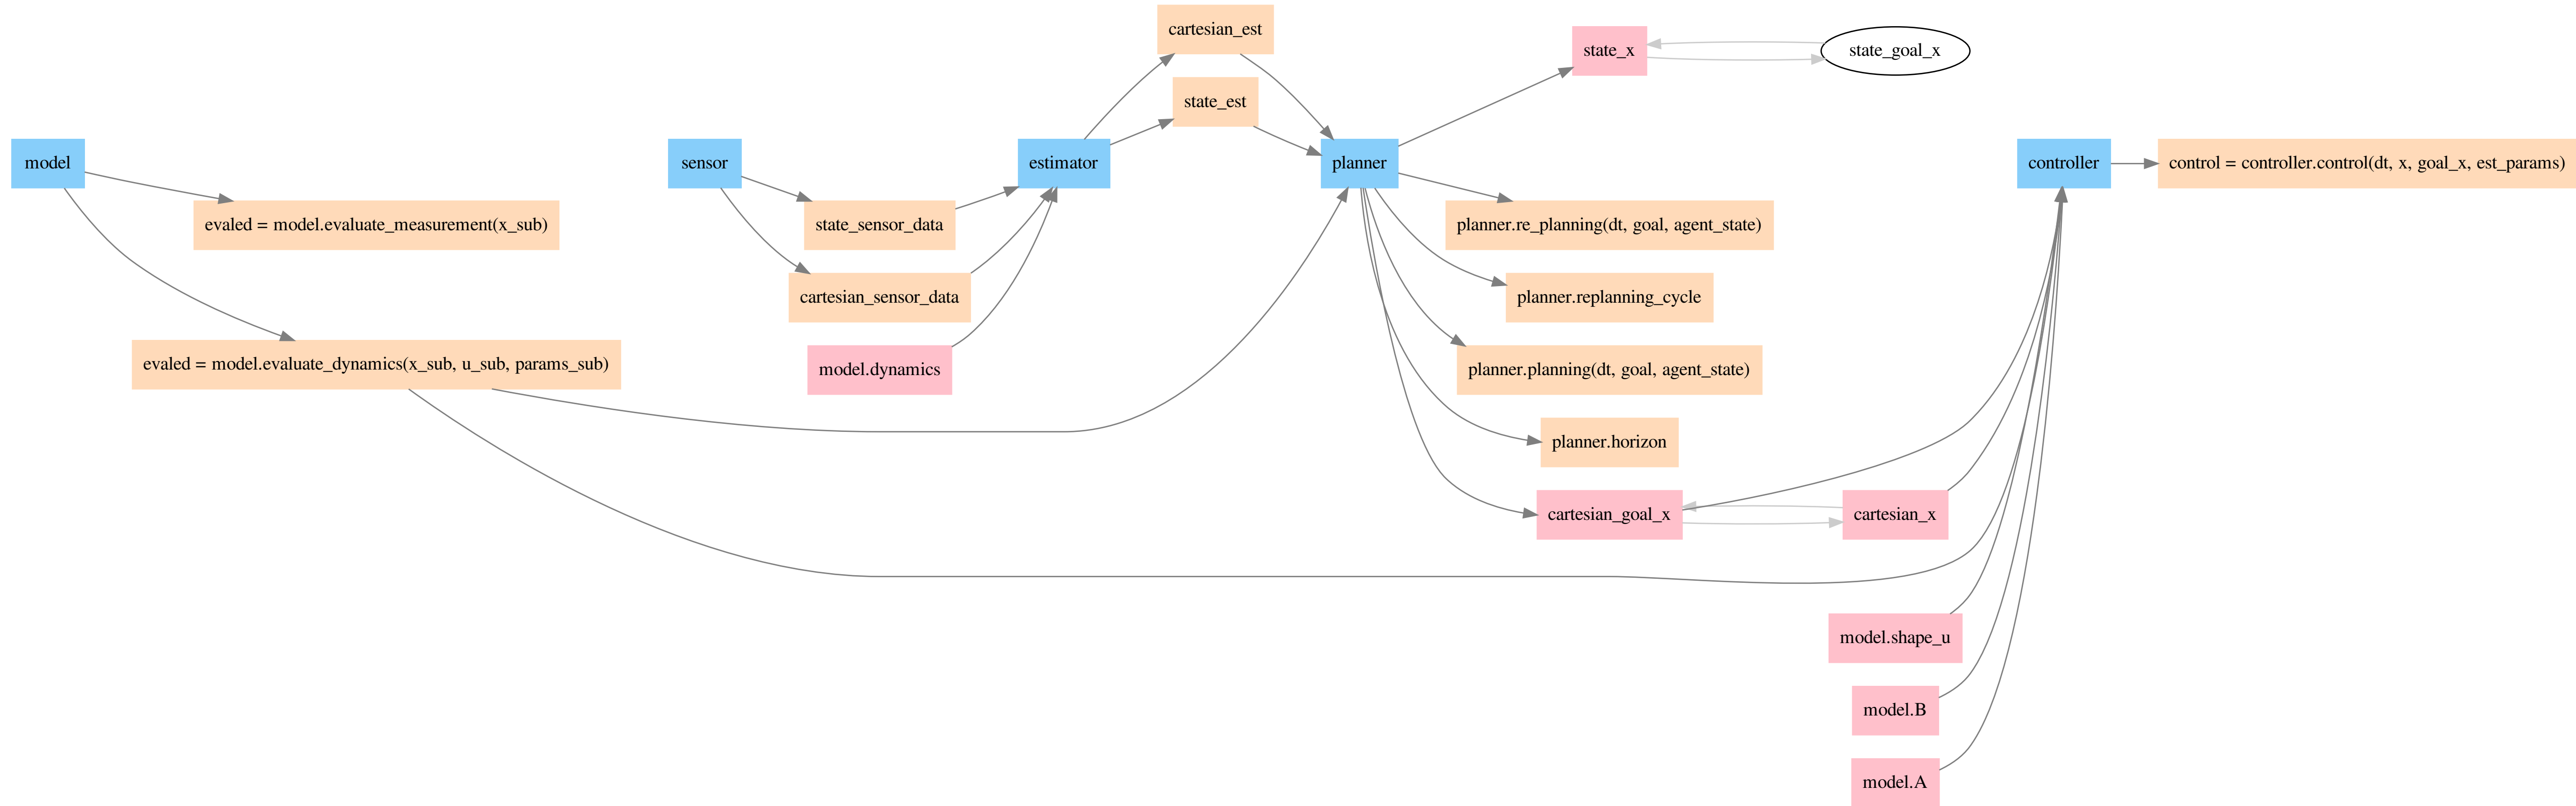 cartesian_est
state_x
state_goal_x
state_est
model
sensor
estimator
planner
controller
control = controller.control(dt, x, goal_x, est_params)
evaled = model.evaluate_measurement(x_sub)
state_sensor_data
planner.re_planning(dt, goal, agent_state)
cartesian_sensor_data
planner.replanning_cycle
evaled = model.evaluate_dynamics(x_sub, u_sub, params_sub)
model.dynamics
planner.planning(dt, goal, agent_state)
planner.horizon
cartesian_goal_x
cartesian_x
model.shape_u
model.B
model.A